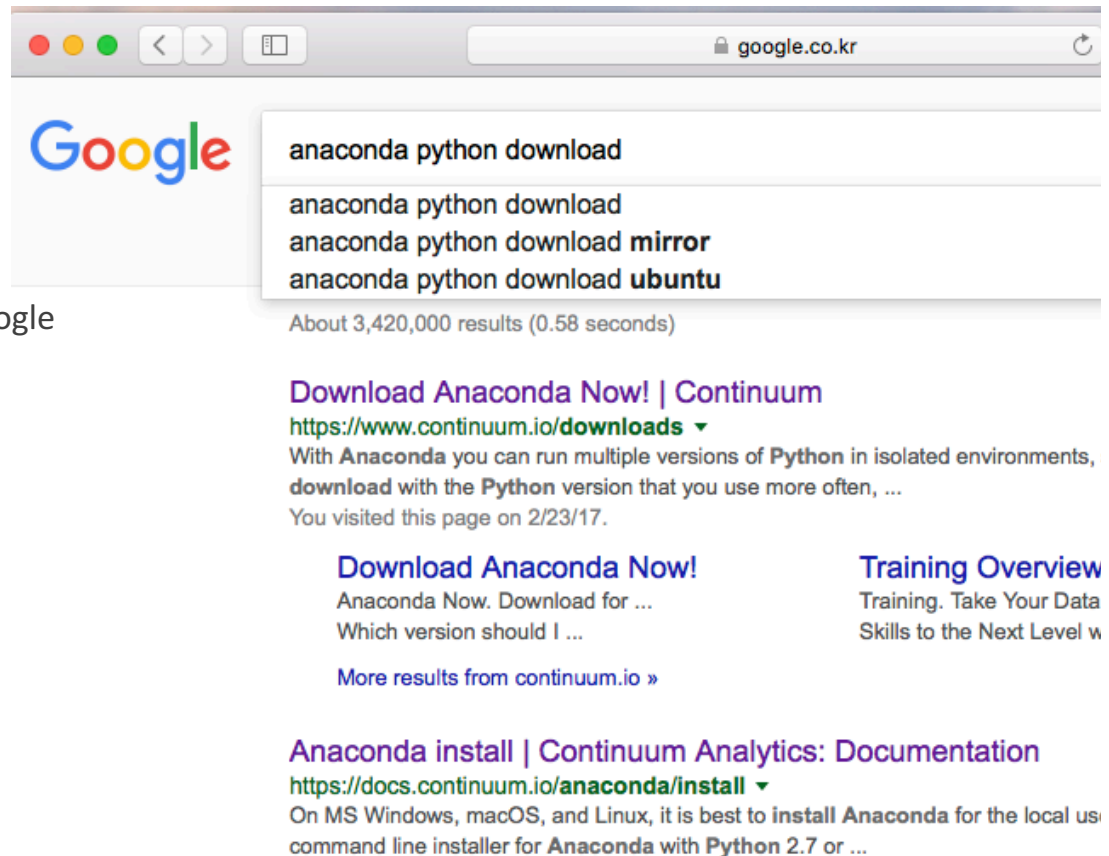 google.co.kr
Google
anaconda python download
anaconda python download
anaconda python download mirror
anaconda python download ubuntu
ogle
About 3,420,000 results (0.58 seconds)
Download Anaconda Now! | Continuum
https://www.continuum.io/downloads
With Anaconda you can run multiple versions of Python in isolated environments,
download with the Python version that you use more often, ...
You visited this page on 2/23/17.
Download Anaconda Now!
Anaconda Now. Download for ...
Which version should I ...
Training Overview
Training. Take Your Data
Skills to the Next Level w
More results from continuum.io »
Anaconda install | Continuum Analytics: Documentation
https://docs.continuum.io/anaconda/install
On MS Windows, macOS, and Linux, it is best to install Anaconda for the local use
command line installer for Anaconda with Python 2.7 or ...